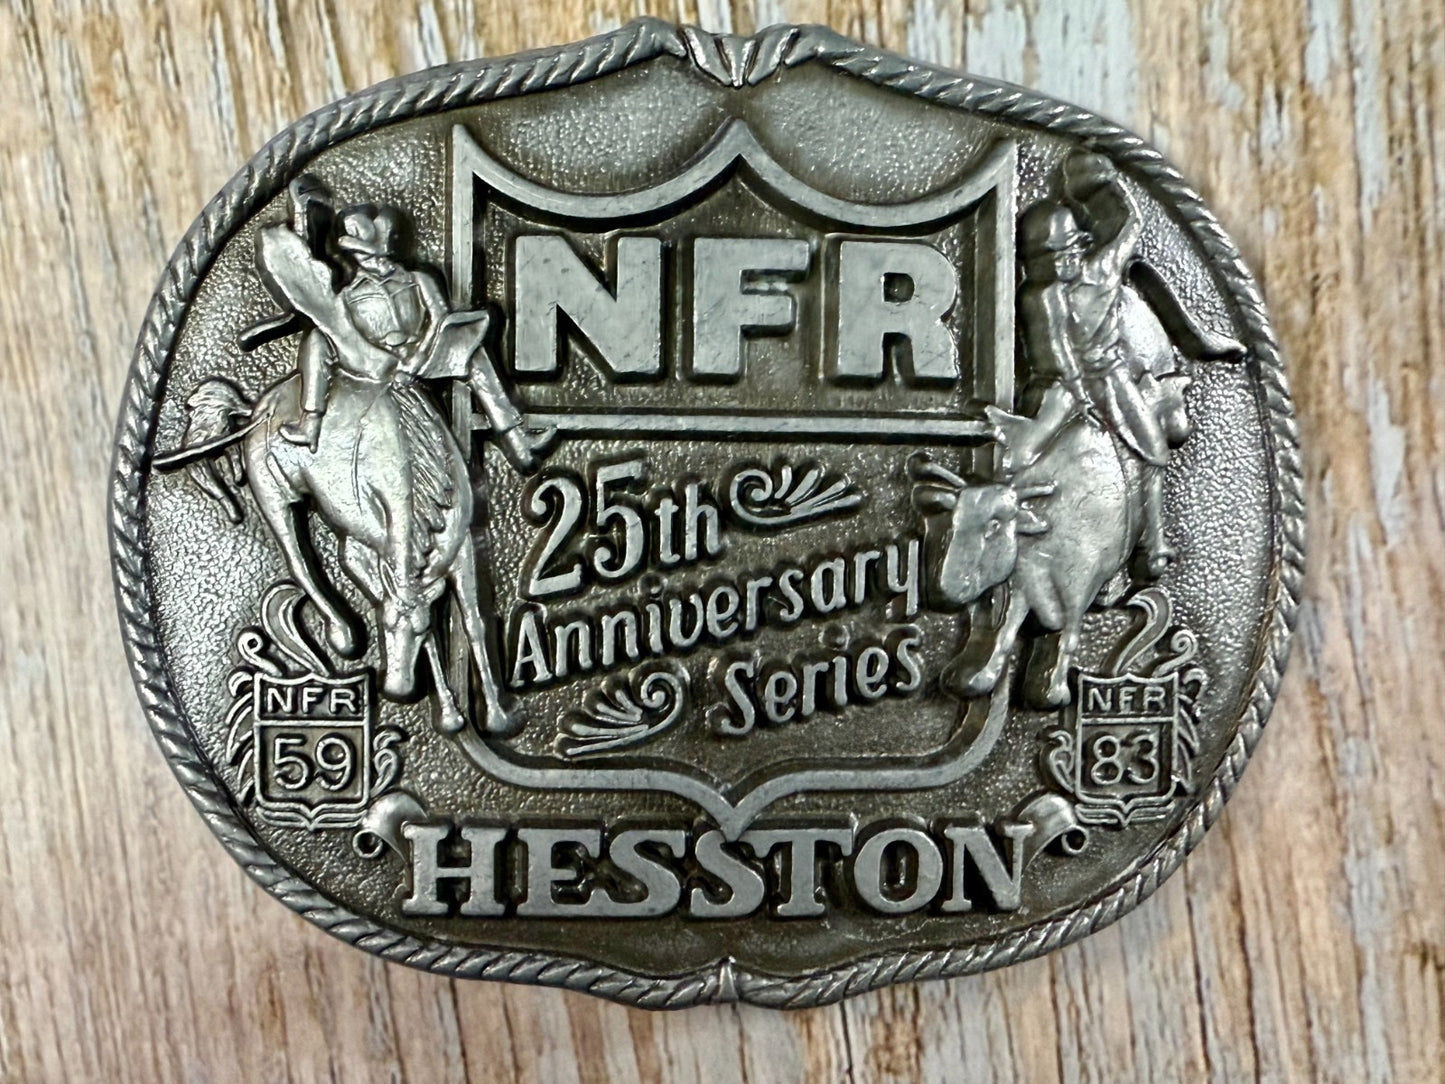 NFR
25th
Anniversary
Series
NFR
59
NFR
83
HESSTON